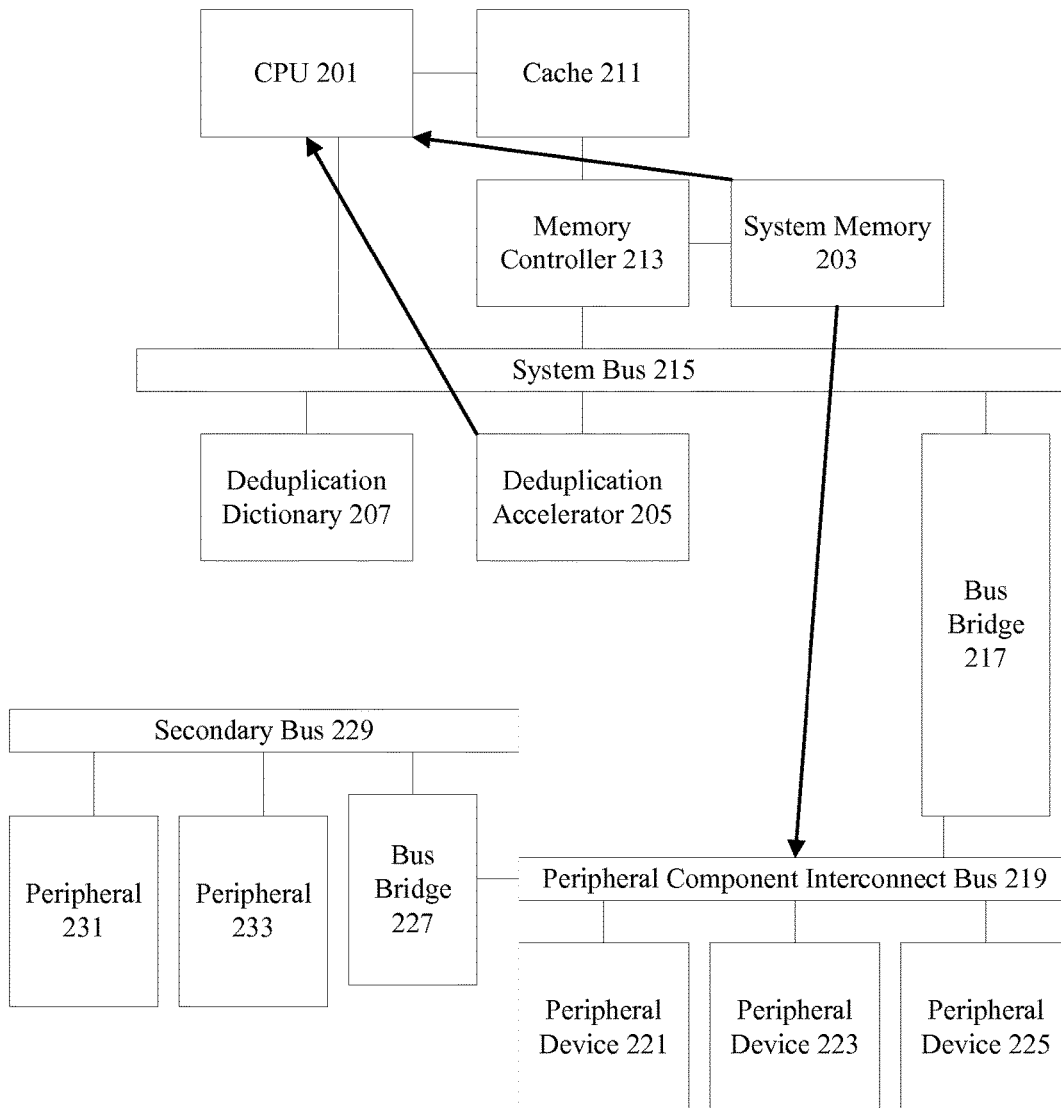 CPU 201
Cache 211
Memory
Controller 213
System Memory
203
System Bus 215
Deduplication
Dictionary 207
Deduplication
Accelerator 205
Bus
Bridge
217
Secondary Bus 229
Peripheral
231
Peripheral
233
Bus
Bridge
227
Peripheral Component Interconnect Bus 219
Peripheral
Device 221
Peripheral
Device 223
Peripheral
Device 225